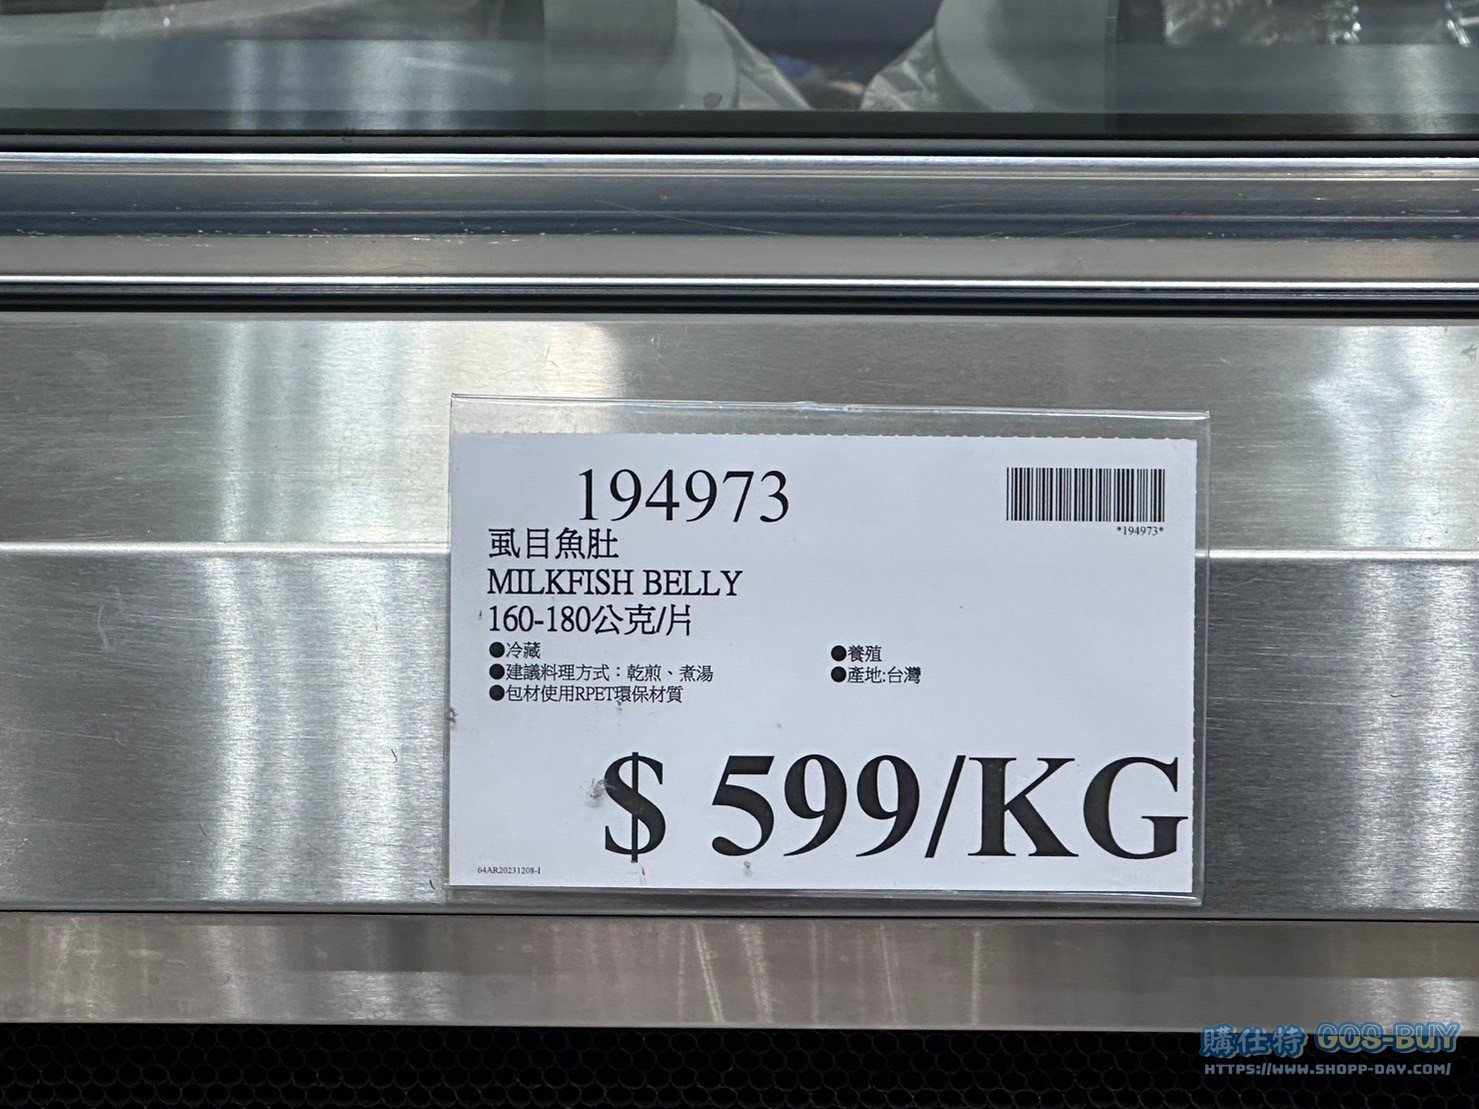 194973
*194973*
虱目魚肚
MILKFISH BELLY
160-180公克/片
●冷藏
●養殖
●建議料理方式：乾煎、煮湯
●產地:台灣
●包材使用RPET環保材質
$ 599/KG
64AR20231208-1
購仕特 GOS-BUY
HTTPS://WWW.SHOPP-DAY.COM/